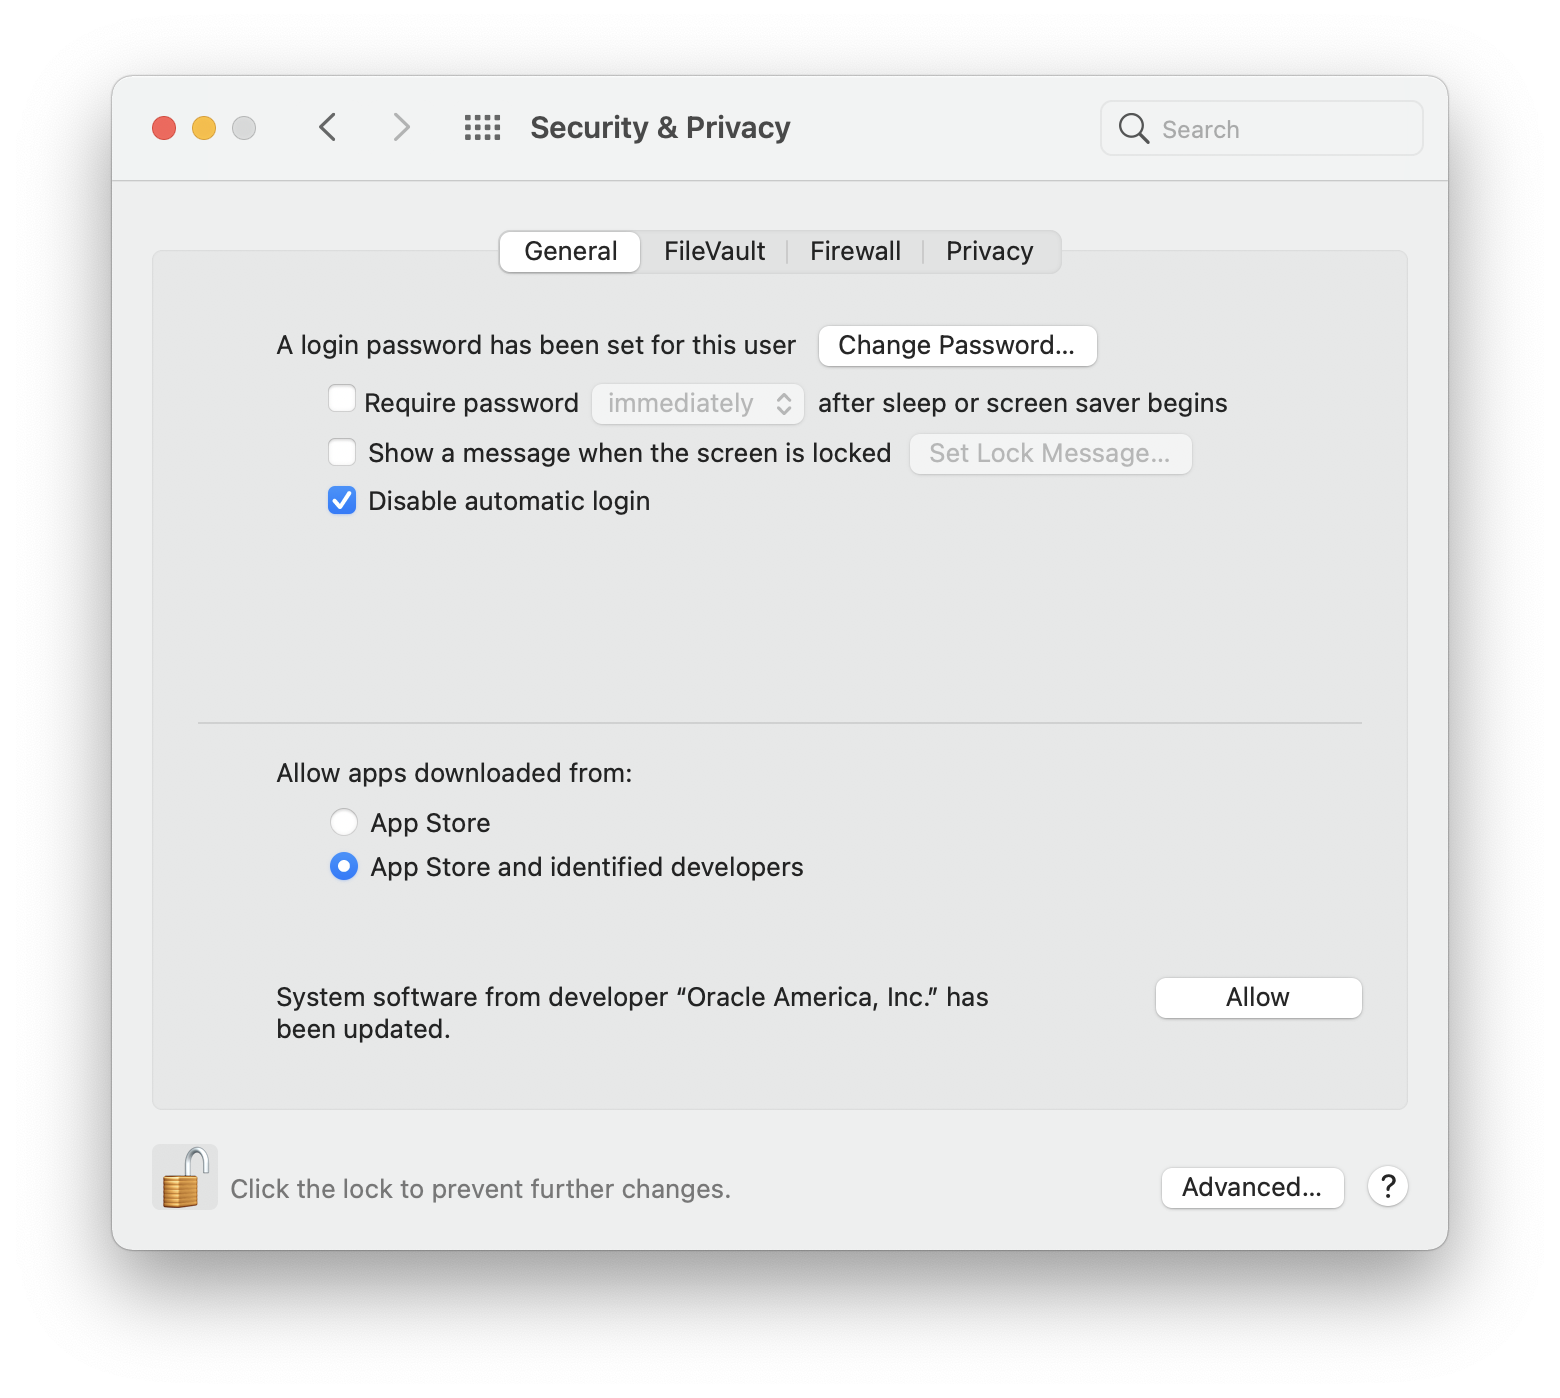 Security & Privacy
Search
General
FileVault
Firewall
Privacy
A login password has been set for this user
Change Password...
Require password
immediately
after sleep or screen saver begins
Show a message when the screen is locked
Set Lock Message...
Disable automatic login
Allow apps downloaded from:
App Store
App Store and identified developers
System software from developer “Oracle America, Inc.” has
been updated.
Allow
Click the lock to prevent further changes.
Advanced...
?